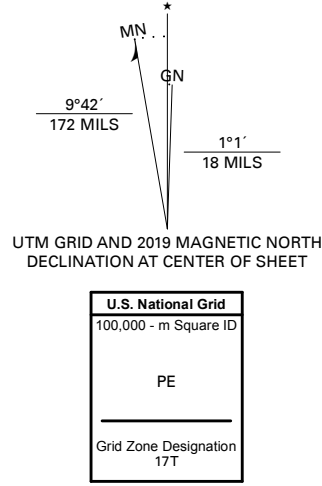 ★
MN
GN
9°42´
172 MILS
1°1´
18 MILS
UTM GRID AND 2019 MAGNETIC NORTH
DECLINATION AT CENTER OF SHEET
U.S. National Grid
100,000 - m Square ID
PE
Grid Zone Designation
17T